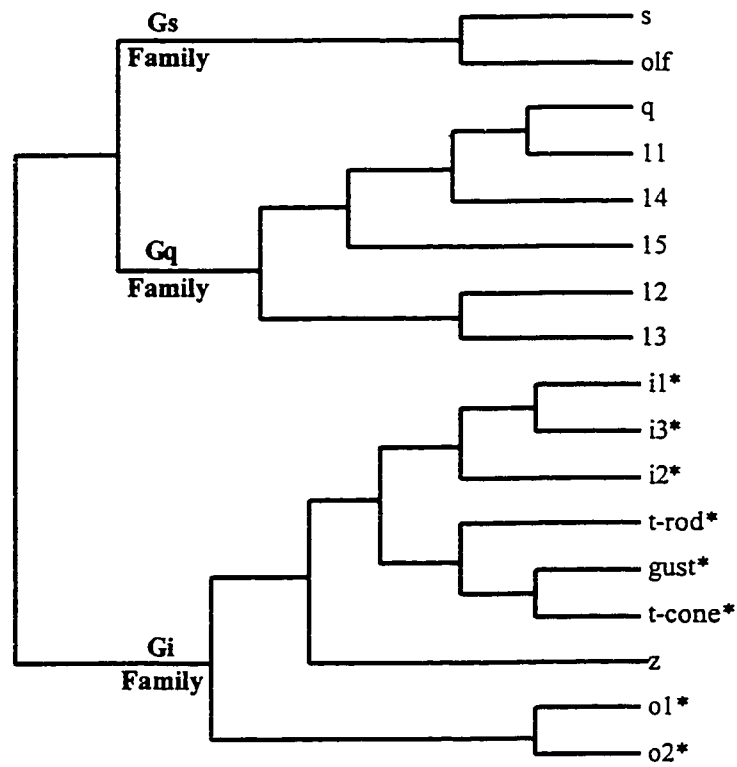 Gs
Family
s
olf
q
11
14
15
Gq
Family
12
13
i1*
i3*
i2*
t-rod*
gust*
t-cone*
Gi
Family
z
o1*
o2*